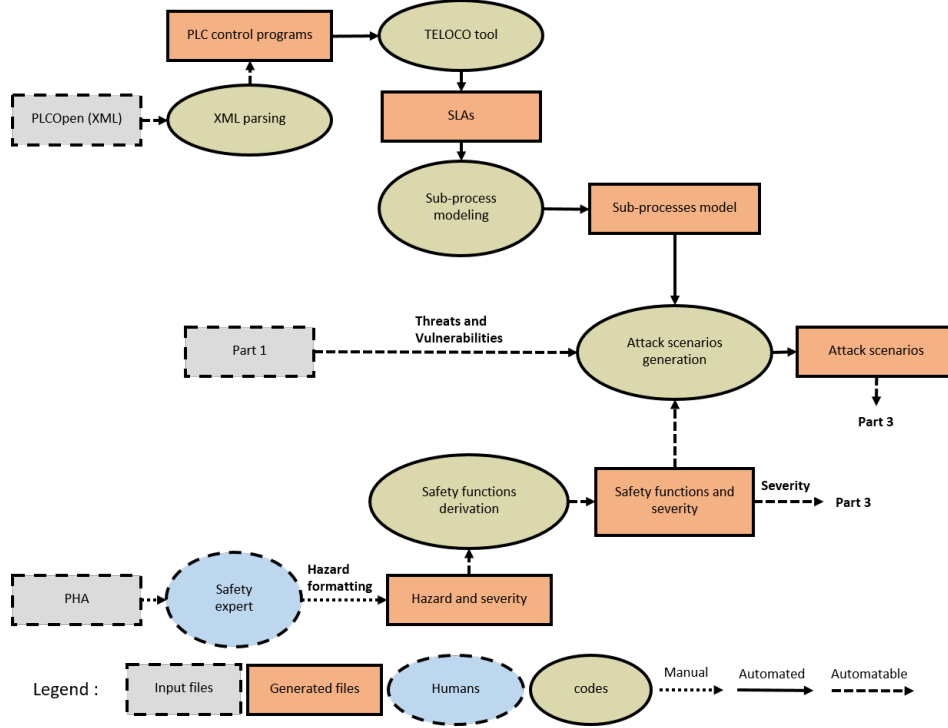 PLC control programs
TELOCO tool
PLCOpen (XML)
XML parsing
SLAs
Sub-process
modeling
Sub-processes model
Threats and
Vulnerabilities
Part 1
Attack scenarios
generation
Attack scenarios
Part 3
Safety functions
derivation
Safety functions and
severity
Severity
Part 3
PHA
Safety
expert
Hazard
formatting
Hazard and severity
Legend :
Input files
Generated files
Humans
codes
Manual
Automated
Automatable